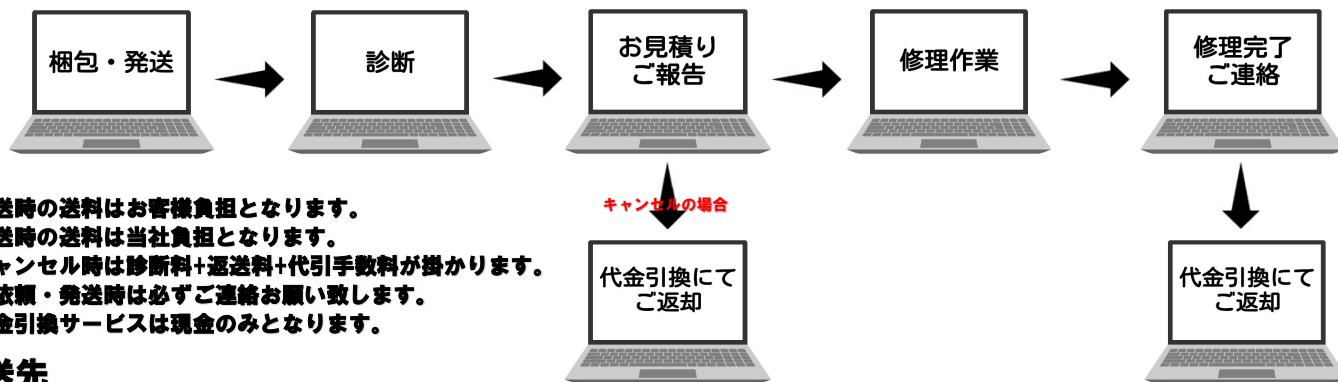 梱包・発送
診断
お見積り
ご報告
修理作業
修理完了
ご連絡
キャンセルの場合
代金引換にて
ご返却
代金引換にて
ご返却
送時の送料はお客様負担となります。
送時の送料は当社負担となります。
ャンセル時は診断料+返送料+代引手数料が掛かります。
依頼・発送時は必ずご連絡お願い致します。
金引換サービスは現金のみとなります。
送先